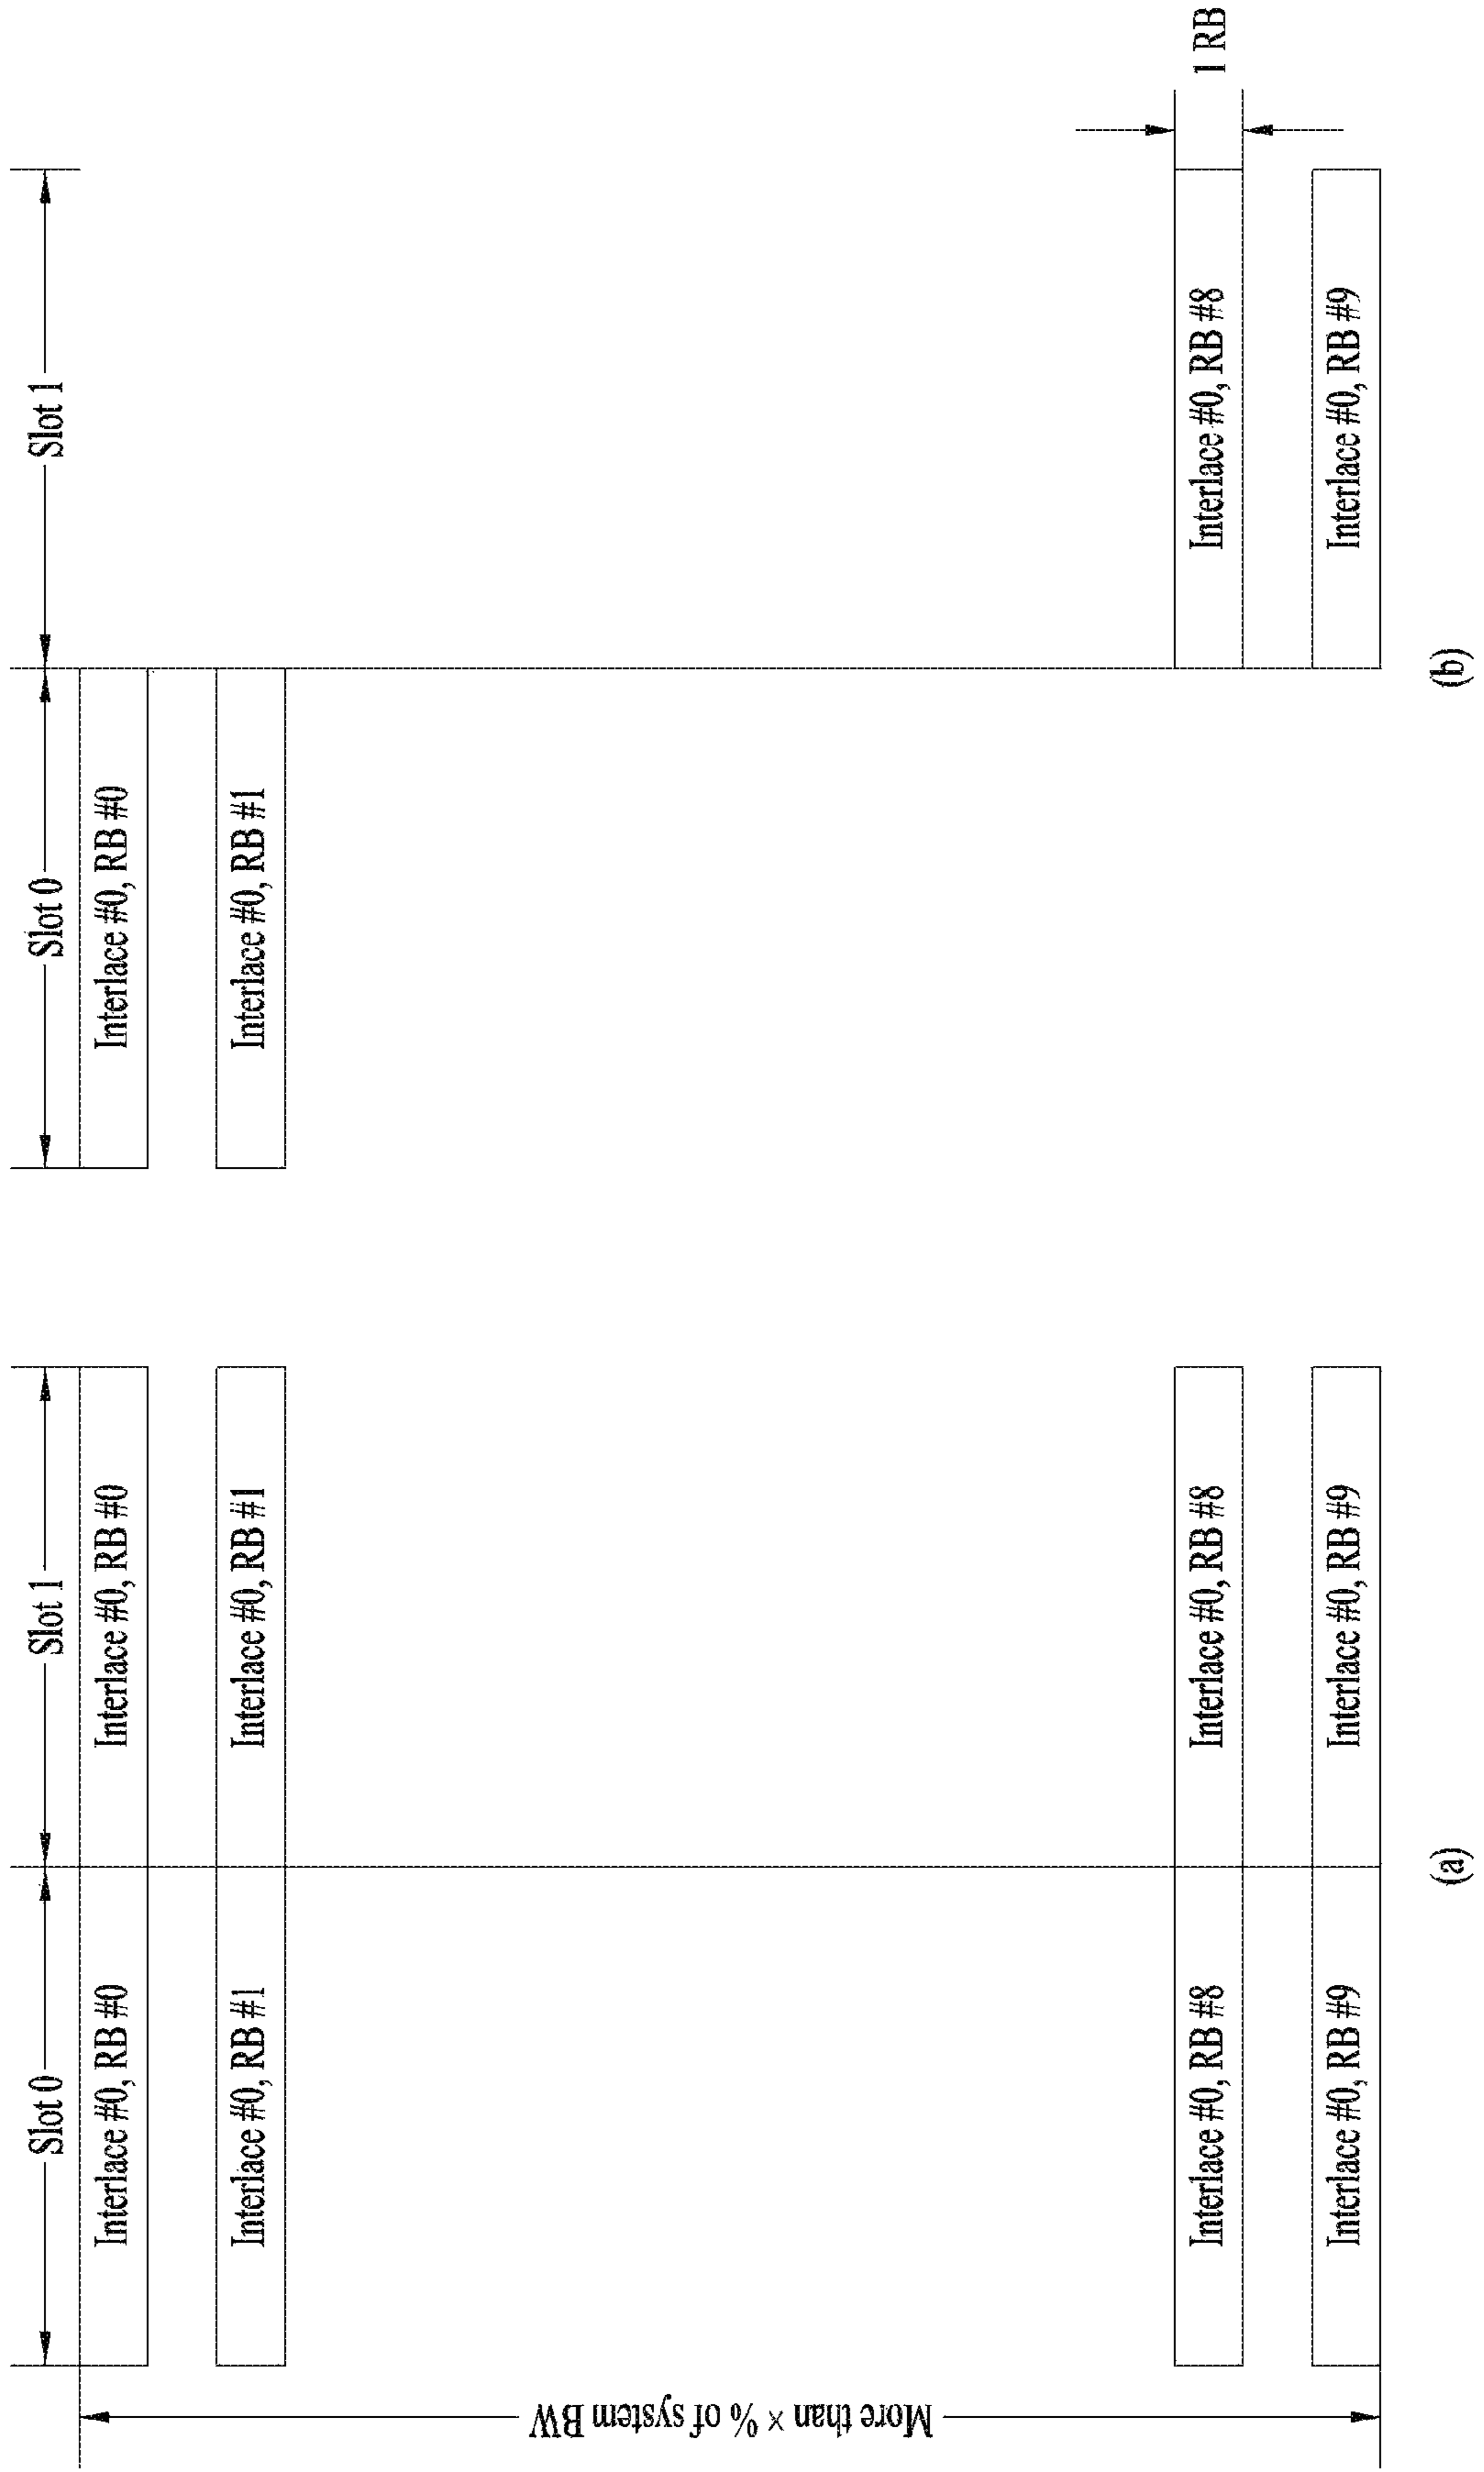 Slot 0
Slot 1
Interlace #0, RB #0
Interlace #0, RB #0
Interlace #0, RB #1
Interlace #0, RB #1
More than × % of system BW
Interlace #0, RB #8
Interlace #0, RB #8
Interlace #0, RB #9
Interlace #0, RB #9
(a)
Slot 0
Slot 1
Interlace #0, RB #0
Interlace #0, RB #1
Interlace #0, RB #8
1 RB
Interlace #0, RB #9
(b)